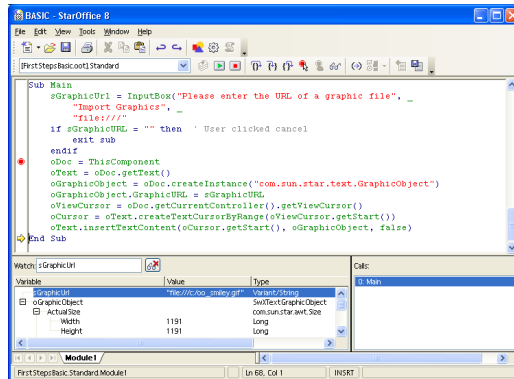 BASIC - StarOffice 8
File Edit View Tools Window Help
[FirstStepsBasic.oot].Standard
Sub Main
sGraphicUrl = InputBox("Please enter the URL of a graphic file", _
"Import Graphics", _
"file:///")
if sGraphicURL = "" then ' User clicked cancel
exit sub
endif
oDoc = ThisComponent
oText = oDoc.getText()
oGraphicObject = oDoc.createInstance("com.sun.star.text.GraphicObject")
oGraphicObject.GraphicURL = sGraphicURL
oViewCursor = oDoc.getCurrentController().getViewCursor()
oCursor = oText.createTextCursorByRange(oViewCursor.getStart())
oText.insertTextContent(oCursor.getStart(), oGraphicObject, false)
End Sub
Watch: sGraphicUrl
Calls:
Variable Value Type
0: Main
sGraphicUrl "file:///c:/oo_smiley.gif" Variant/String
oGraphicObject SwXTextGraphicObject
ActualSize com.sun.star.awt.Size
Width 1191 Long
Height 1191 Long
Module1
FirstStepsBasic.Standard.Module1 Ln 68, Col 1 INSRT